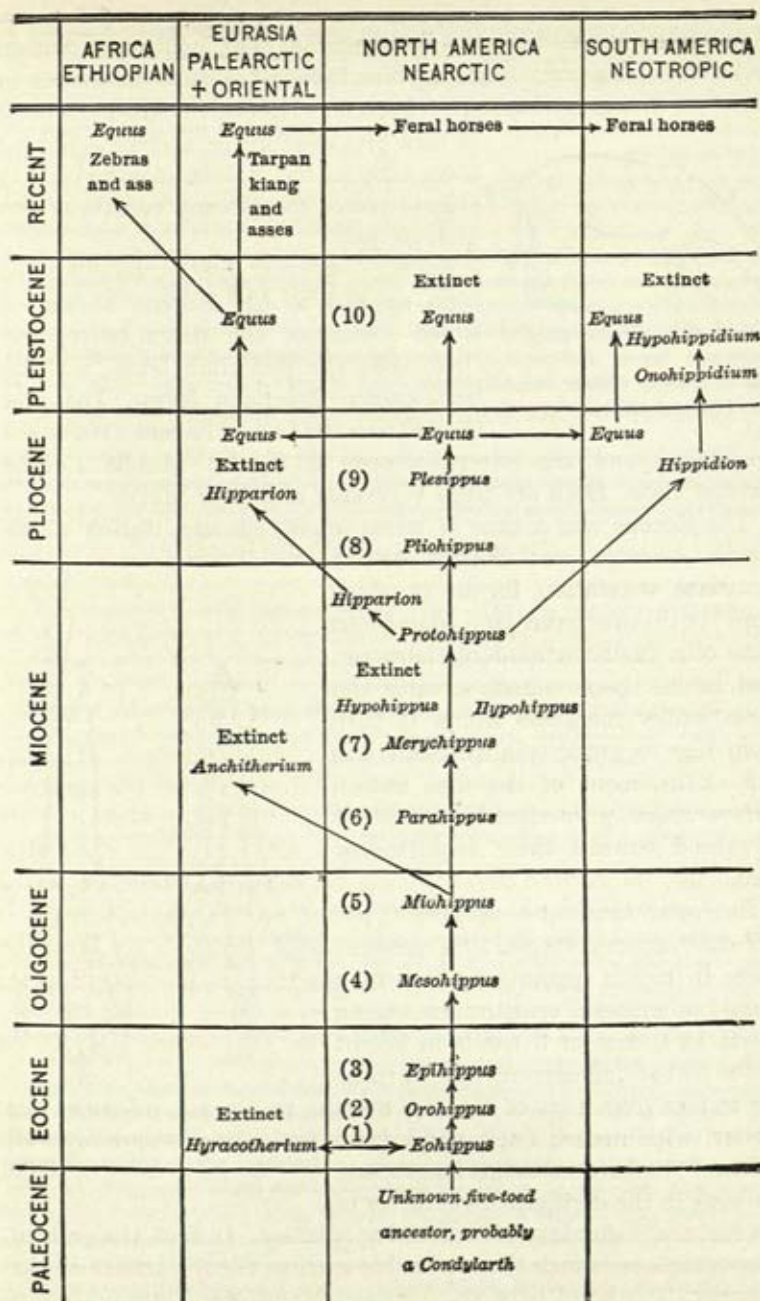 AFRICA
ETHIOPIAN
EURASIA
PALEARCTIC
+ ORIENTAL
NORTH AMERICA
NEARCTIC
SOUTH AMERICA
NEOTROPIC
RECENT
Equus
Zebras
and ass
Equus
Tarpan
kiang
and
asses
Feral horses
Feral horses
PLEISTOCENE
Equus
(10)
Extinct
Equus
Extinct
Equus
Hypohippidium
Onohippidium
PLIOCENE
Equus
Extinct
Hipparion
Equus
(9) Plesippus
(8) Pliohippus
Equus
Hippidion
MIOCENE
Hipparion
Protohippus
Extinct
Hypohippus Hypohippus
(7) Merychippus
Extinct
Anchitherium
(6) Parahippus
OLIGOCENE
(5) Miohippus
(4) Mesohippus
EOCENE
(3) Epihippus
(2) Orohippus
Extinct
(1)
Hyracotherium Eohippus
PALEOCENE
Unknown five-toed
ancestor, probably
a Condylarth